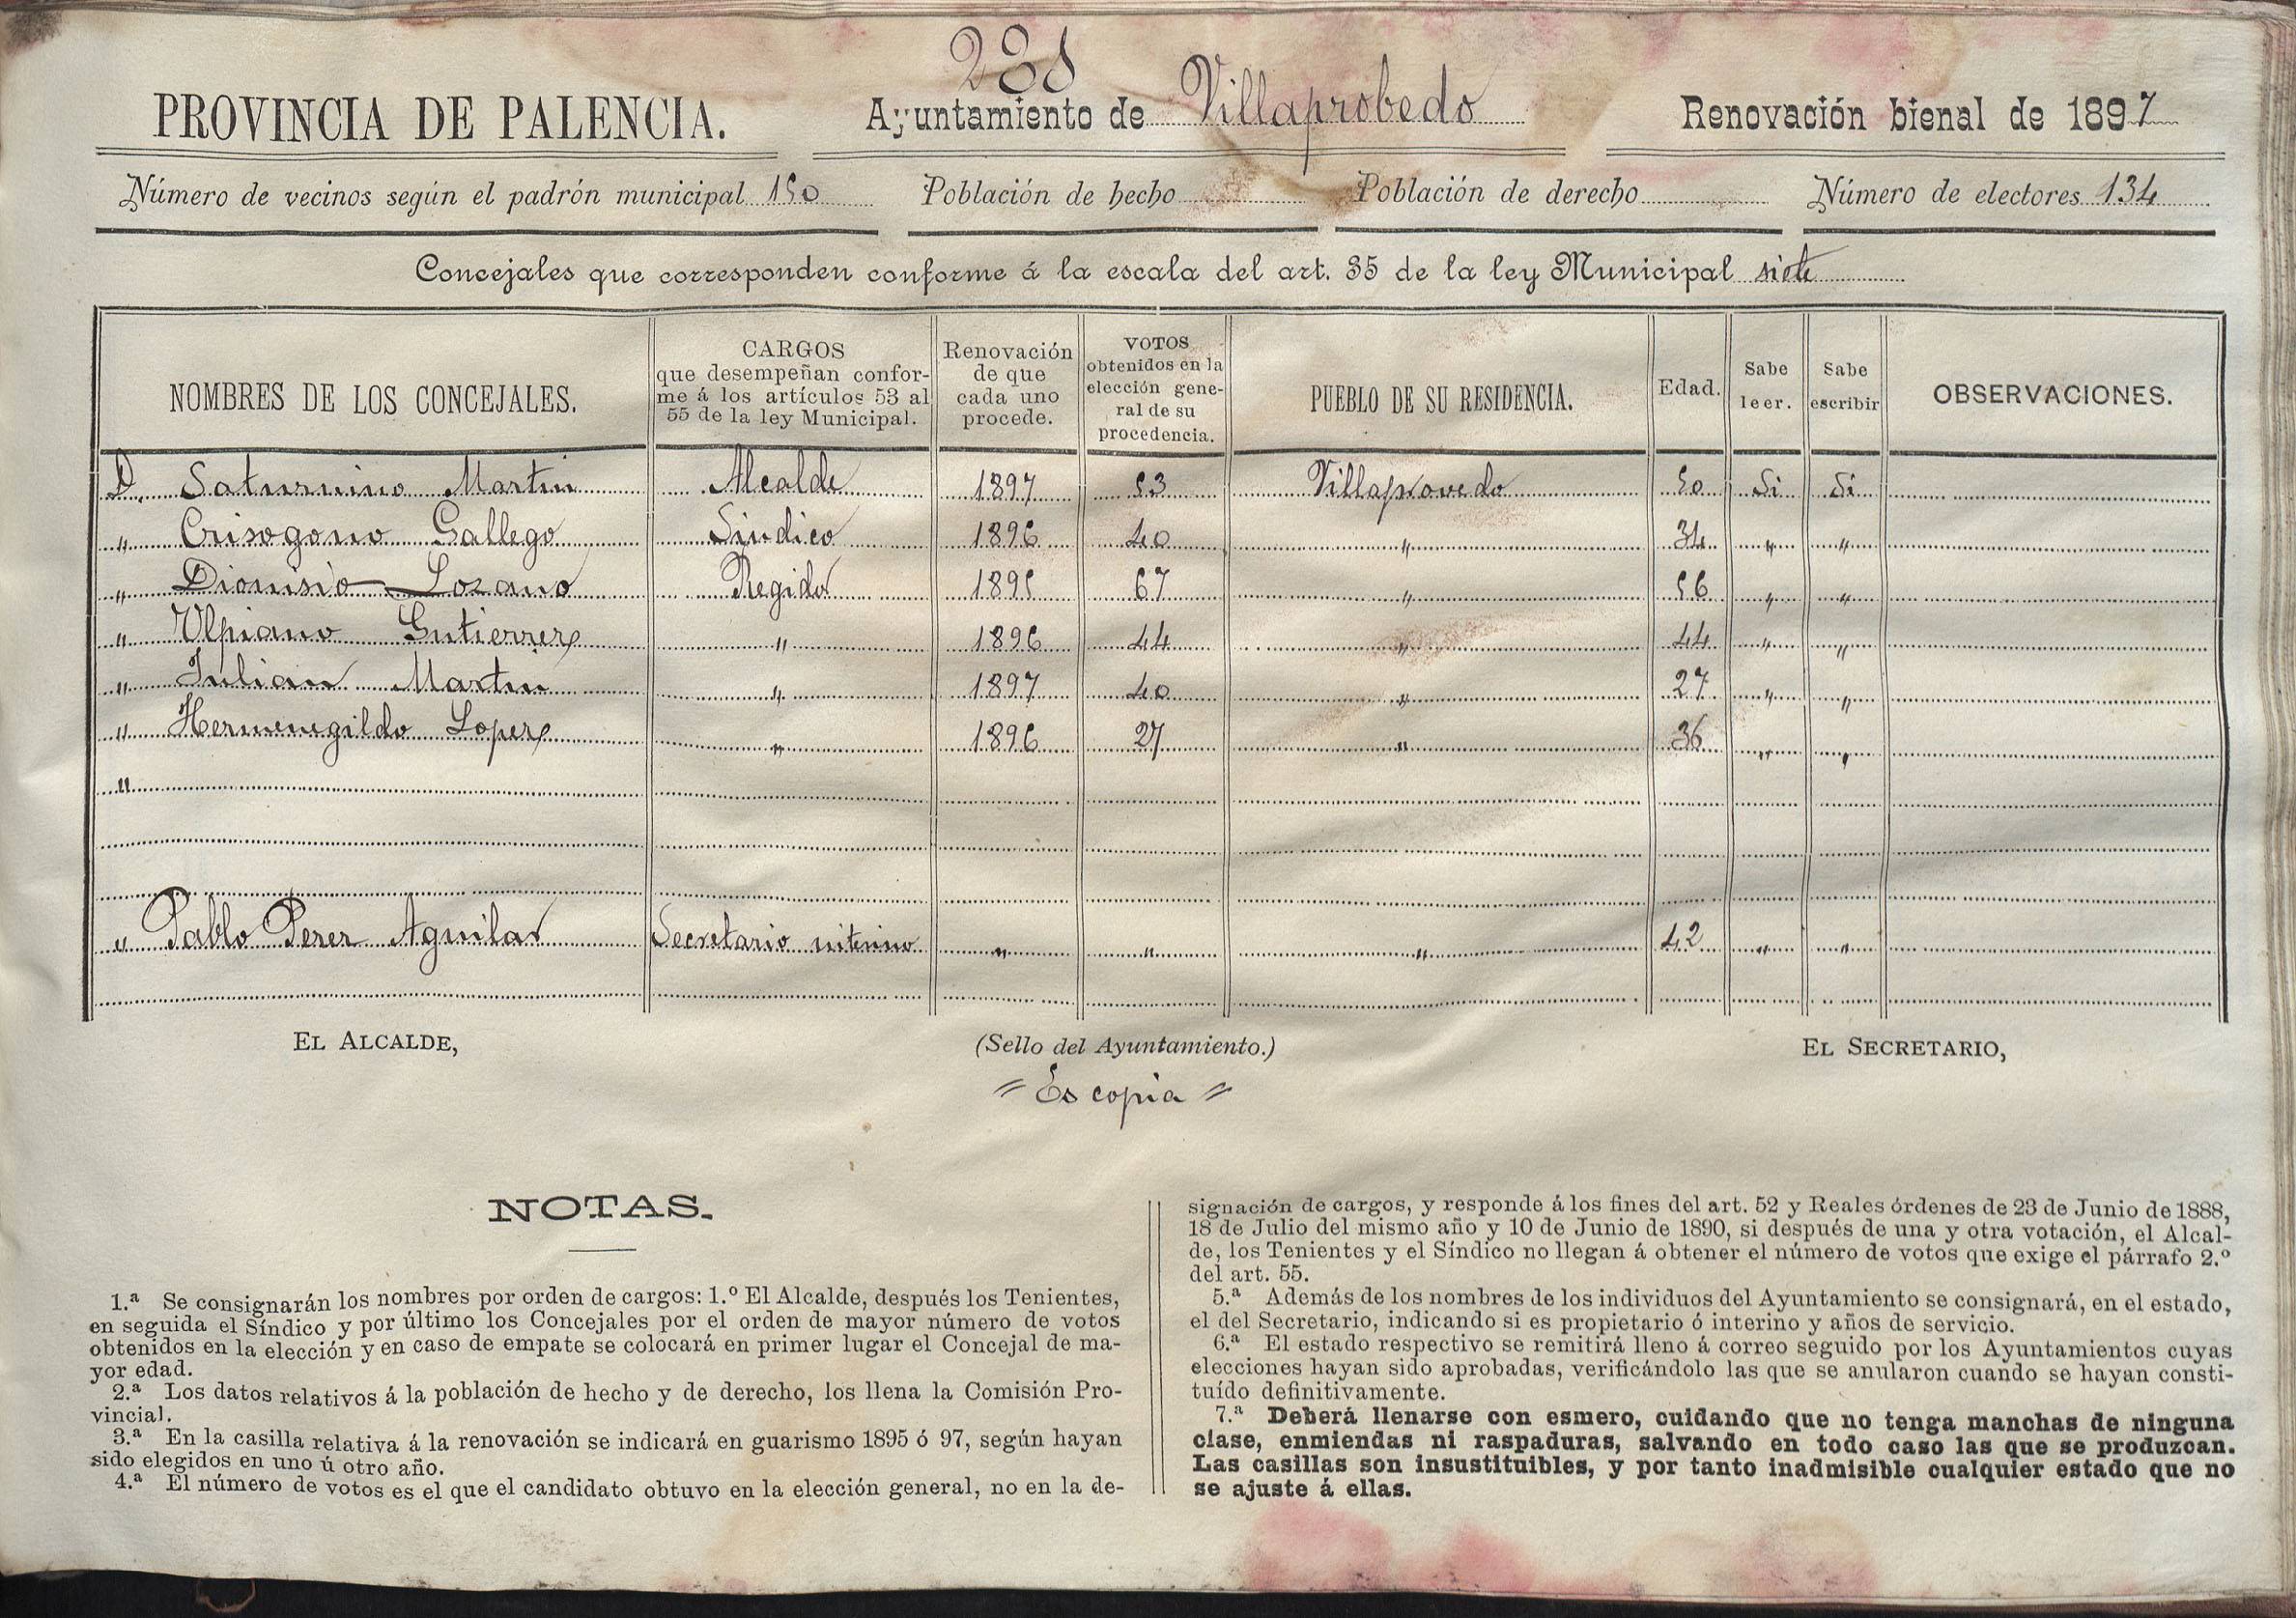 238
PROVINCIA DE PALENCIA. Ayuntamiento de Villaprobedo Renovación bienal de 1897
Número de vecinos según el padrón municipal 150 Población de hecho Población de derecho Número de electores 134
Concejales que corresponden conforme á la escala del art. 35 de la ley Municipal siete
NOMBRES DE LOS CONCEJALES. CARGOS que desempeñan conforme á los artículos 53 al 55 de la ley Municipal. Renovación de que cada uno procede. VOTOS obtenidos en la elección general de su procedencia. PUEBLO DE SU RESIDENCIA. Edad. Sabe leer. Sabe escribir OBSERVACIONES.
D. Saturnino Martin Alcalde 1897 53 Villaprovedo 50 Si Si
" Crisogono Gallego Sindico 1896 40 " 34 " "
" Dionisio Lozano Regidor 1895 67 " 56 " "
" Ulpiano Gutierrez " 1896 44 " 44 " "
" Julian Martin " 1897 40 " 27 " "
" Hermenegildo Lopez " 1896 27 " 36 " "
"
" Pablo Perez Aguilar Secretario interino " " " 42 " "
EL ALCALDE, (Sello del Ayuntamiento.) EL SECRETARIO,
" Es copia "
NOTAS.
1.ª Se consignarán los nombres por orden de cargos: 1.º El Alcalde, después los Tenientes,
en seguida el Síndico y por último los Concejales por el orden de mayor número de votos
obtenidos en la elección y en caso de empate se colocará en primer lugar el Concejal de ma-
yor edad.
2.ª Los datos relativos á la población de hecho y de derecho, los llena la Comisión Pro-
vincial.
3.ª En la casilla relativa á la renovación se indicará en guarismo 1895 ó 97, según hayan
sido elegidos en uno ú otro año.
4.ª El número de votos es el que el candidato obtuvo en la elección general, no en la de-
signación de cargos, y responde á los fines del art. 52 y Reales órdenes de 23 de Junio de 1888,
18 de Julio del mismo año y 10 de Junio de 1890, si después de una y otra votación, el Alcal-
de, los Tenientes y el Síndico no llegan á obtener el número de votos que exige el párrafo 2.º
del art. 55.
5.ª Además de los nombres de los individuos del Ayuntamiento se consignará, en el estado,
el del Secretario, indicando si es propietario ó interino y años de servicio.
6.ª El estado respectivo se remitirá lleno á correo seguido por los Ayuntamientos cuyas
elecciones hayan sido aprobadas, verificándolo las que se anularon cuando se hayan consti-
tuído definitivamente.
7.ª Deberá llenarse con esmero, cuidando que no tenga manchas de ninguna
clase, enmiendas ni raspaduras, salvando en todo caso las que se produzcan.
Las casillas son insustituibles, y por tanto inadmisible cualquier estado que no
se ajuste á ellas.